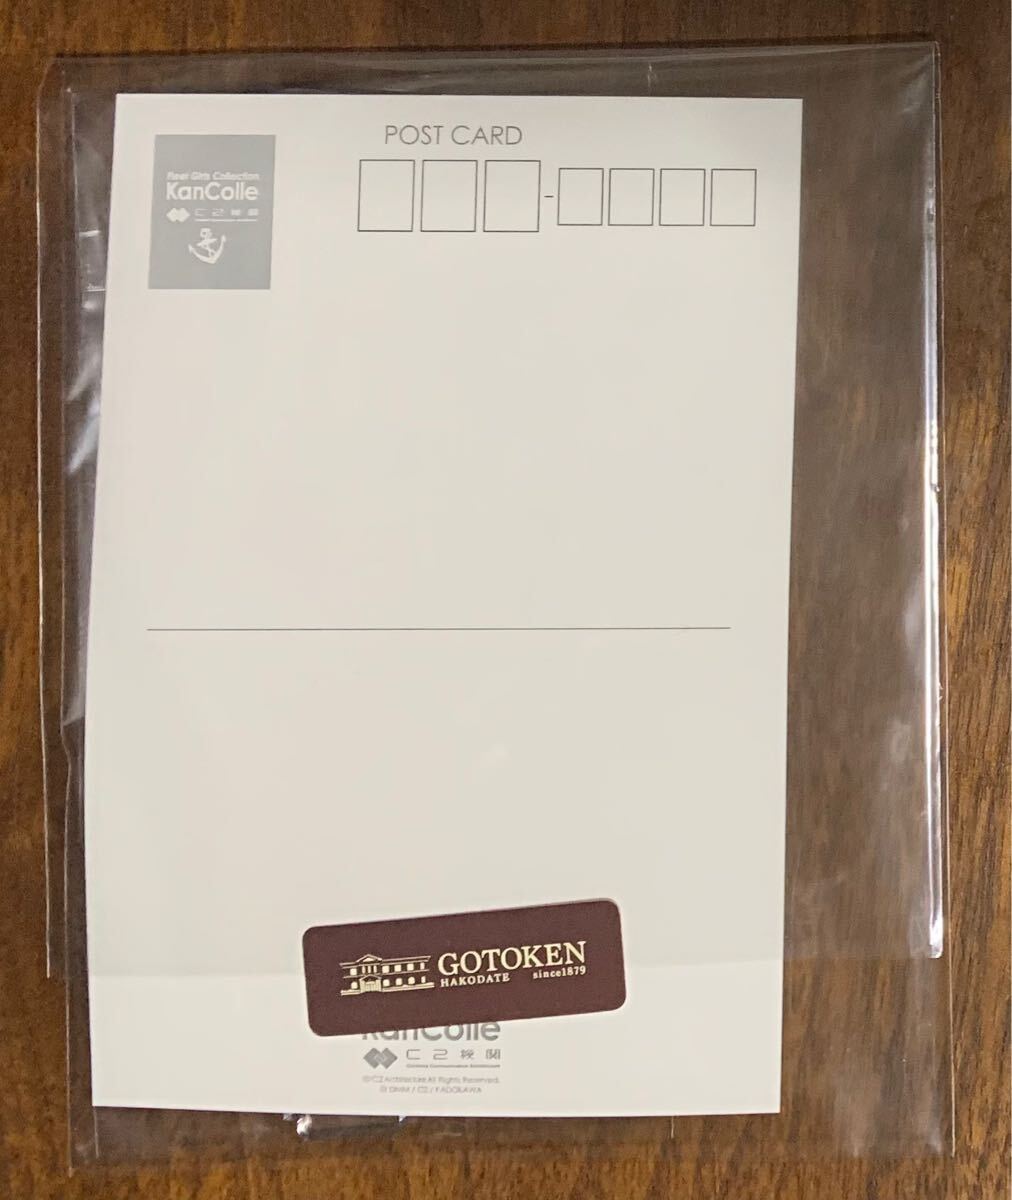 POST CARD
Fleet Girls Collection
KanColle
C2機関
-
GOTOKEN
HAKODATE since1879
KanColle
C2機関
© C2 Architecture All Rights Reserved.
© DMM / C2 / KADOKAWA